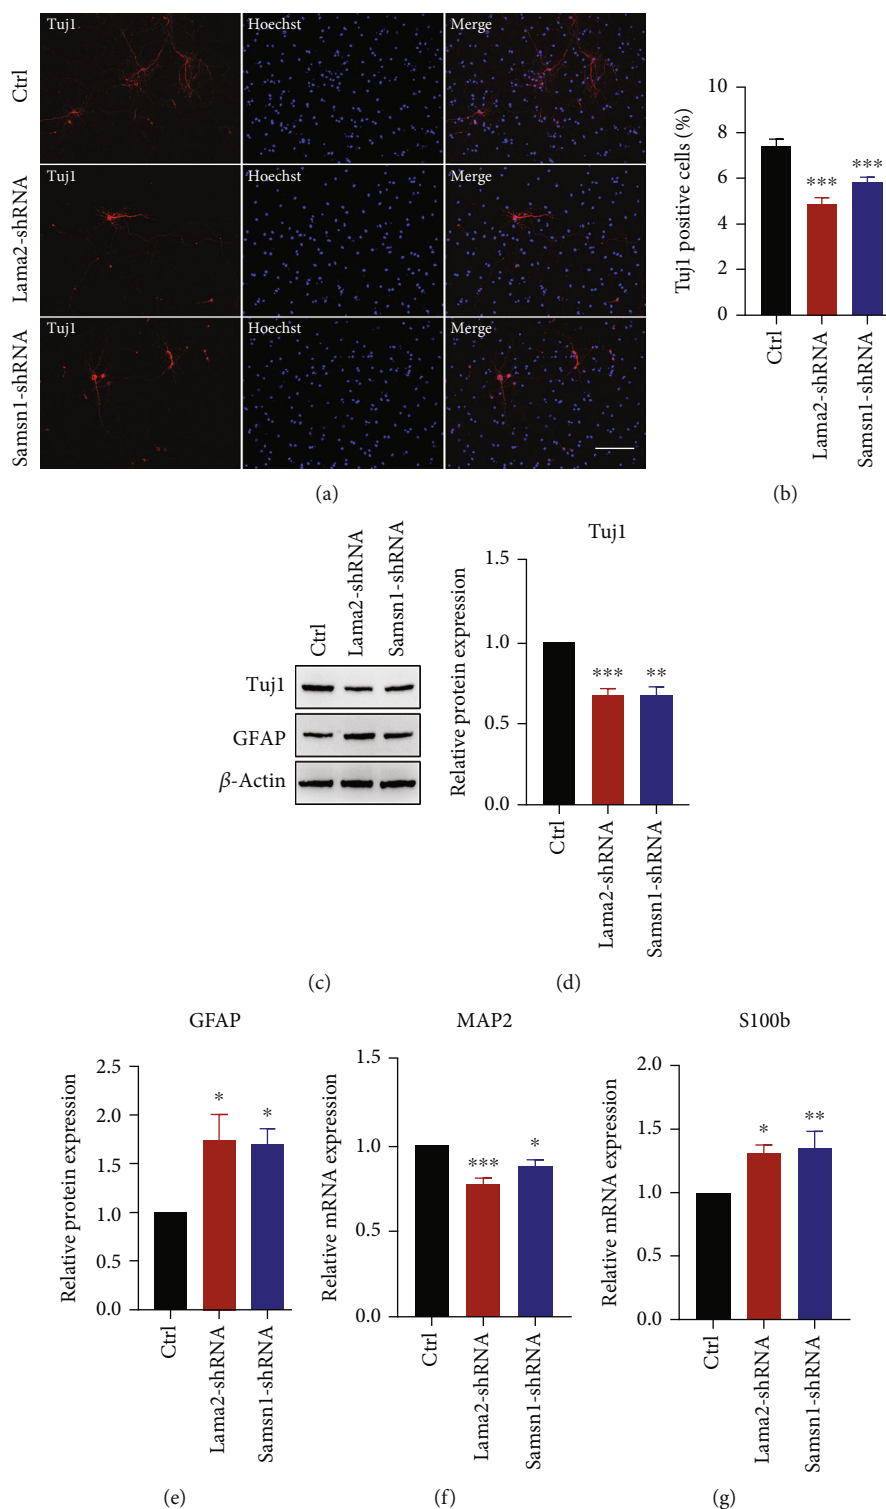 Tuj1 Hoechst Merge
Ctrl
Tuj1 Hoechst Merge
Lama2-shRNA
Tuj1 Hoechst Merge
Samsn1-shRNA
(a)
Tuj1 positive cells (%)
10
8
6
4
2
0
***
***
Ctrl
Lama2-shRNA
Samsn1-shRNA
(b)
Ctrl
Lama2-shRNA
Samsn1-shRNA
Tuj1
GFAP
β-Actin
(c)
Tuj1
Relative protein expression
1.5
1.0
0.5
0.0
***
**
Ctrl
Lama2-shRNA
Samsn1-shRNA
(d)
GFAP
Relative protein expression
2.5
2.0
1.5
1.0
0.5
0.0
*
*
Ctrl
Lama2-shRNA
Samsn1-shRNA
(e)
MAP2
Relative mRNA expression
1.5
1.0
0.5
0.0
***
*
Ctrl
Lama2-shRNA
Samsn1-shRNA
(f)
S100b
Relative mRNA expression
2.0
1.5
1.0
0.5
0.0
*
**
Ctrl
Lama2-shRNA
Samsn1-shRNA
(g)